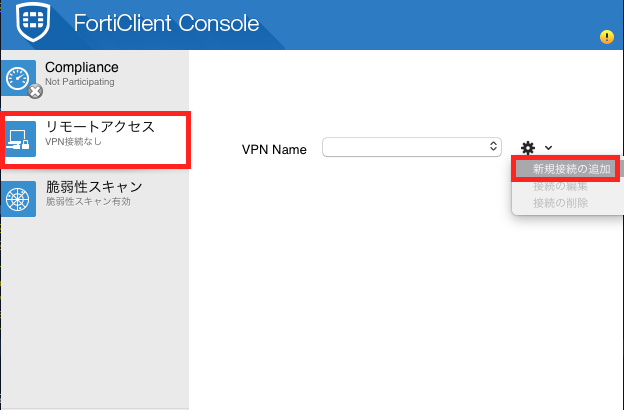 FortiClient Console
Compliance
Not Participating
リモートアクセス
VPN接続なし
VPN Name
新規接続の追加
接続の編集
接続の削除
脆弱性スキャン
脆弱性スキャン有効